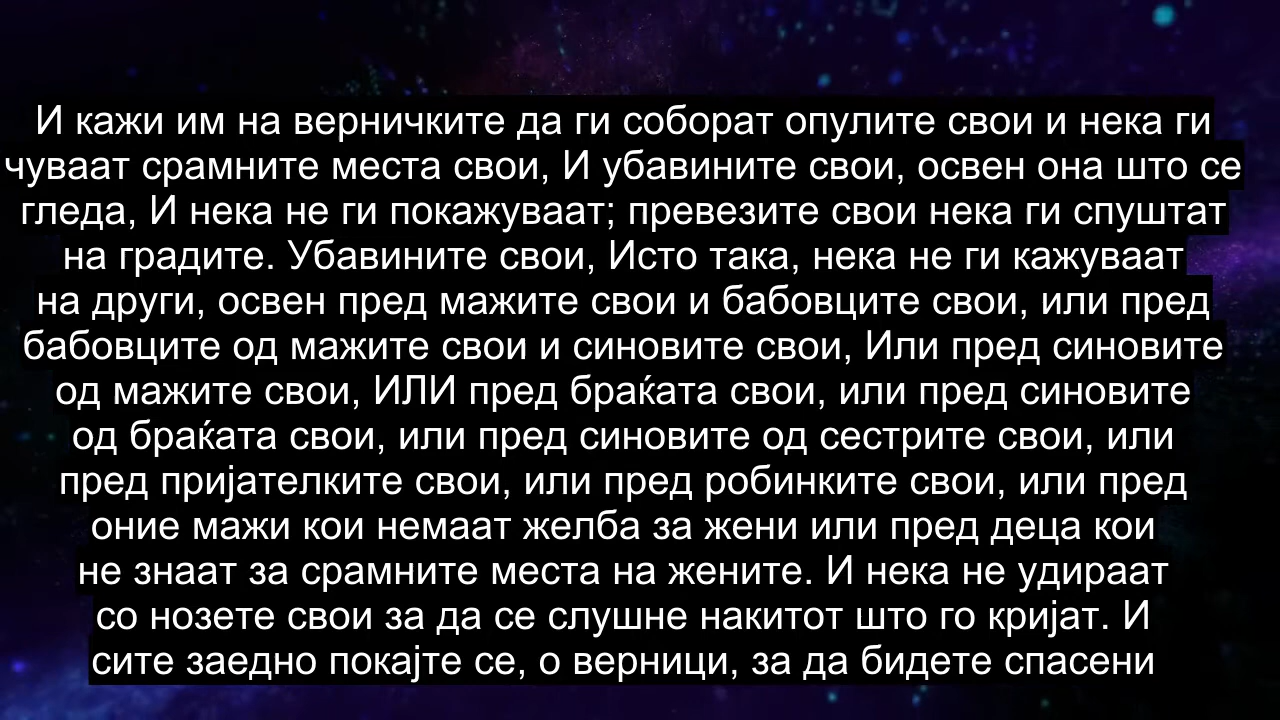 И кажи им на верничките да ги соборат опулите свои и нека ги
чуваат срамните места свои, И убавините свои, освен она што се
гледа, И нека не ги покажуваат; превезите свои нека ги спуштат
на градите. Убавините свои, Исто така, нека не ги кажуваат
на други, освен пред мажите свои и бабовците свои, или пред
бабовците од мажите свои и синовите свои, Или пред синовите
од мажите свои, ИЛИ пред браќата свои, или пред синовите
од браќата свои, или пред синовите од сестрите свои, или
пред пријателките свои, или пред робинките свои, или пред
оние мажи кои немаат желба за жени или пред деца кои
не знаат за срамните места на жените. И нека не удираат
со нозете свои за да се слушне накитот што го кријат. И
сите заедно покајте се, о верници, за да бидете спасени